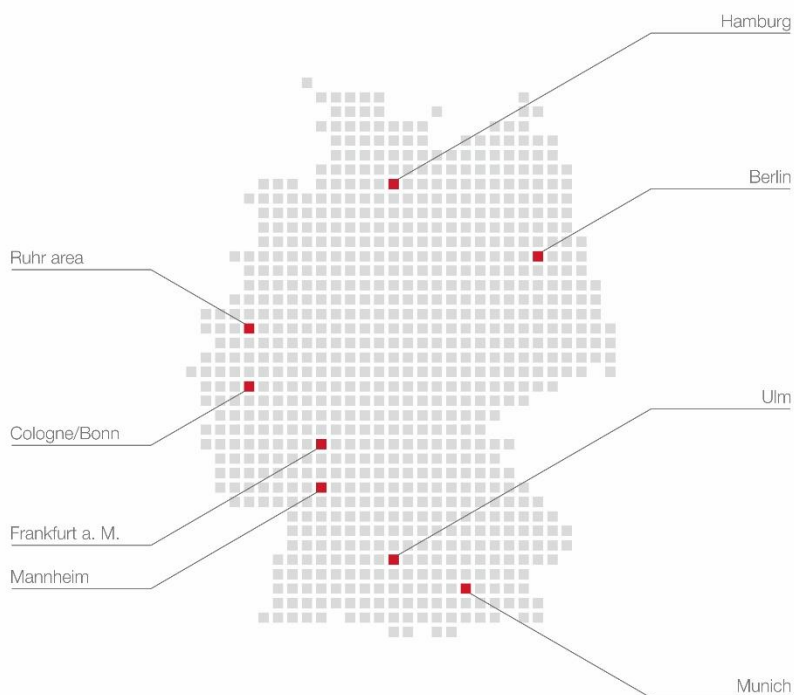 Hamburg
Berlin
Ruhr area
Ulm
Cologne/Bonn
Frankfurt a. M.
Mannheim
Munich